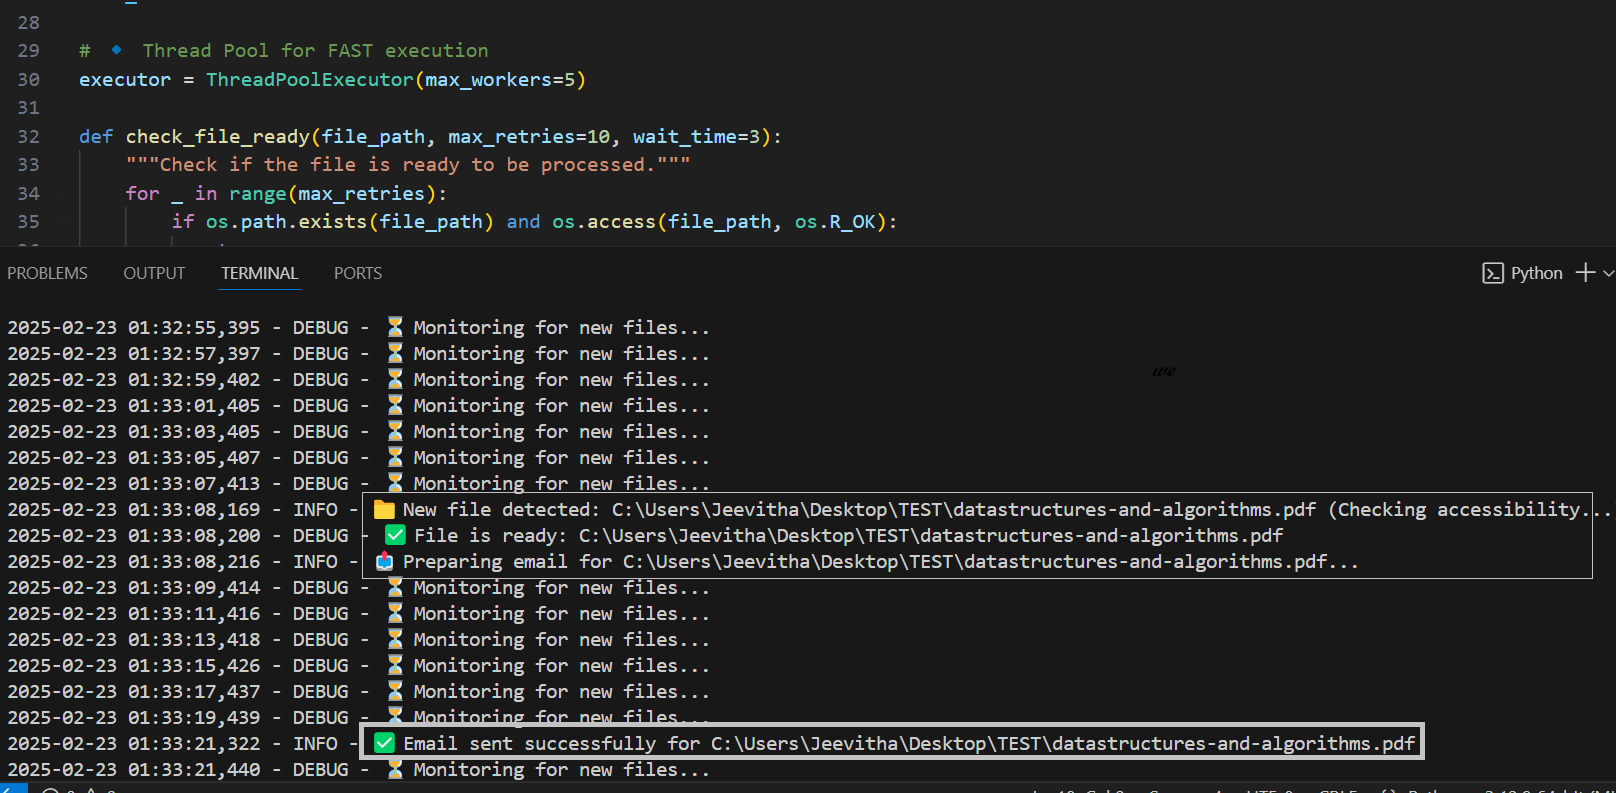 28
29 # 🔹 Thread Pool for FAST execution
30 executor = ThreadPoolExecutor(max_workers=5)
31
32 def check_file_ready(file_path, max_retries=10, wait_time=3):
33 """Check if the file is ready to be processed."""
34 for _ in range(max_retries):
35 if os.path.exists(file_path) and os.access(file_path, os.R_OK):
PROBLEMS OUTPUT TERMINAL PORTS Python
2025-02-23 01:32:55,395 - DEBUG - ⏳ Monitoring for new files...
2025-02-23 01:32:57,397 - DEBUG - ⏳ Monitoring for new files...
2025-02-23 01:32:59,402 - DEBUG - ⏳ Monitoring for new files...
we
2025-02-23 01:33:01,405 - DEBUG - ⏳ Monitoring for new files...
2025-02-23 01:33:03,405 - DEBUG - ⏳ Monitoring for new files...
2025-02-23 01:33:05,407 - DEBUG - ⏳ Monitoring for new files...
2025-02-23 01:33:07,413 - DEBUG - ⏳ Monitoring for new files...
2025-02-23 01:33:08,169 - INFO - 📁 New file detected: C:\Users\Jeevitha\Desktop\TEST\datastructures-and-algorithms.pdf (Checking accessibility...
2025-02-23 01:33:08,200 - DEBUG - ✅ File is ready: C:\Users\Jeevitha\Desktop\TEST\datastructures-and-algorithms.pdf
2025-02-23 01:33:08,216 - INFO - 📤 Preparing email for C:\Users\Jeevitha\Desktop\TEST\datastructures-and-algorithms.pdf...
2025-02-23 01:33:09,414 - DEBUG - ⏳ Monitoring for new files...
2025-02-23 01:33:11,416 - DEBUG - ⏳ Monitoring for new files...
2025-02-23 01:33:13,418 - DEBUG - ⏳ Monitoring for new files...
2025-02-23 01:33:15,426 - DEBUG - ⏳ Monitoring for new files...
2025-02-23 01:33:17,437 - DEBUG - ⏳ Monitoring for new files...
2025-02-23 01:33:19,439 - DEBUG - ⏳ Monitoring for new files...
2025-02-23 01:33:21,322 - INFO - ✅ Email sent successfully for C:\Users\Jeevitha\Desktop\TEST\datastructures-and-algorithms.pdf
2025-02-23 01:33:21,440 - DEBUG - ⏳ Monitoring for new files...